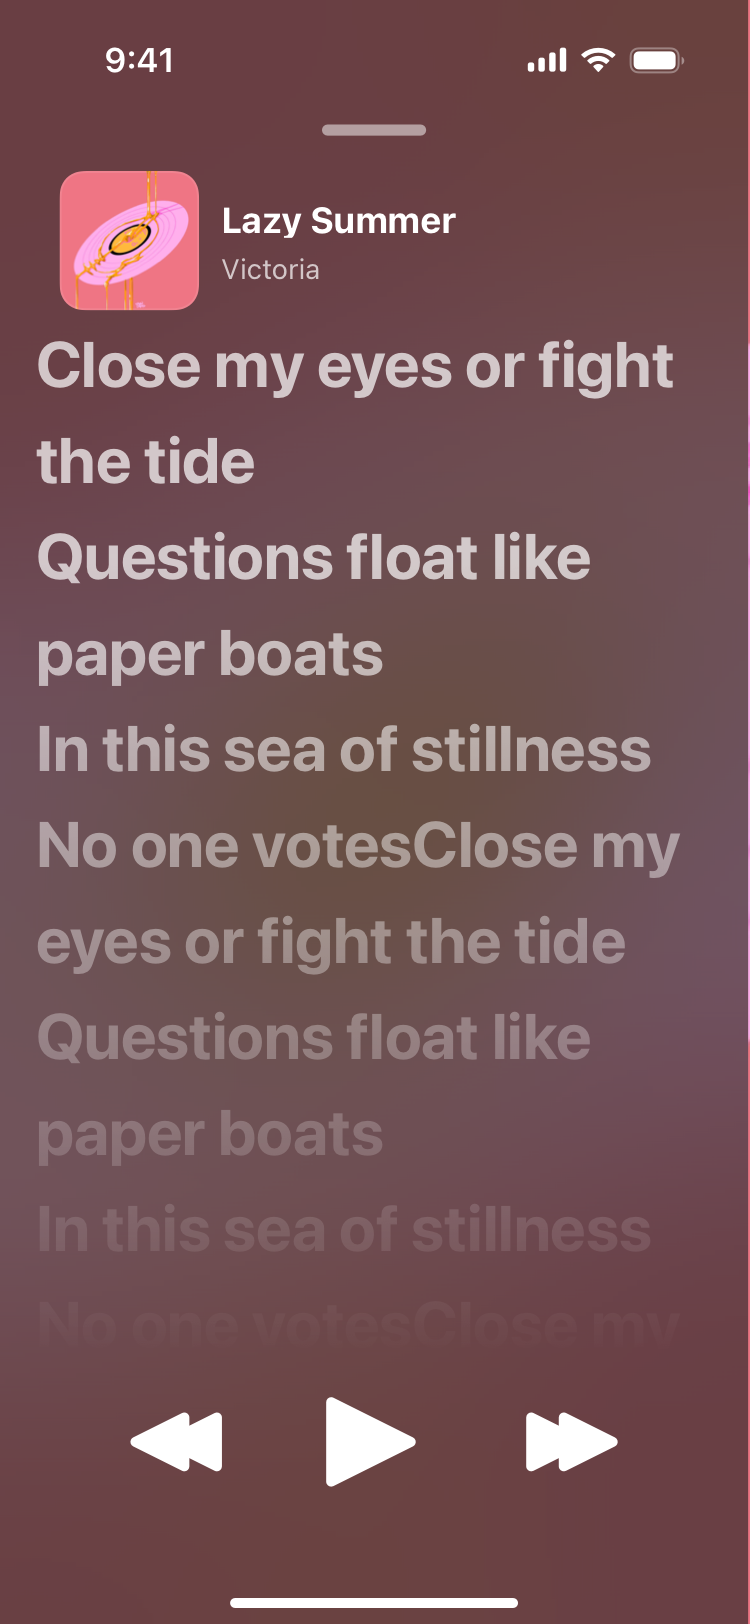 9:41
Lazy Summer
Victoria
Close my eyes or fight
the tide
Questions float like
paper boats
In this sea of stillness
No one votesClose my
eyes or fight the tide
Questions float like
paper boats
In this sea of stillness
No one votesClose my